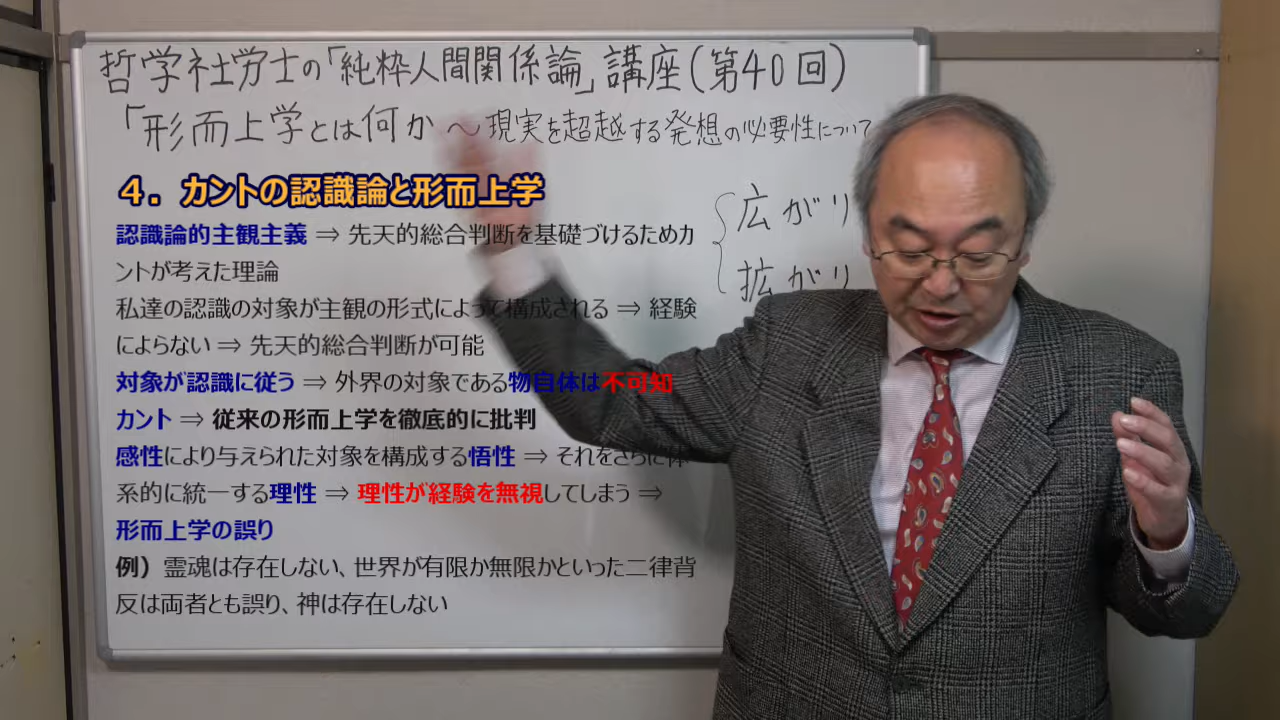 哲学社労士の「純粋人間関係論」講座(第40回)
「形而上学とは何か 〜現実を超越する発想の必要性について
4．カントの認識論と形而上学
広がり
拡がり
認識論的主観主義 ⇒ 先天的総合判断を基礎づけるためカ
ントが考えた理論
私達の認識の対象が主観の形式によって構成される ⇒ 経験
によらない ⇒ 先天的総合判断が可能
対象が認識に従う ⇒ 外界の対象である物自体は不可知
カント ⇒ 従来の形而上学を徹底的に批判
感性により与えられた対象を構成する悟性 ⇒ それをさらに体
系的に統一する理性 ⇒ 理性が経験を無視してしまう ⇒
形而上学の誤り
例）霊魂は存在しない、世界が有限か無限かといった二律背
反は両者とも誤り、神は存在しない